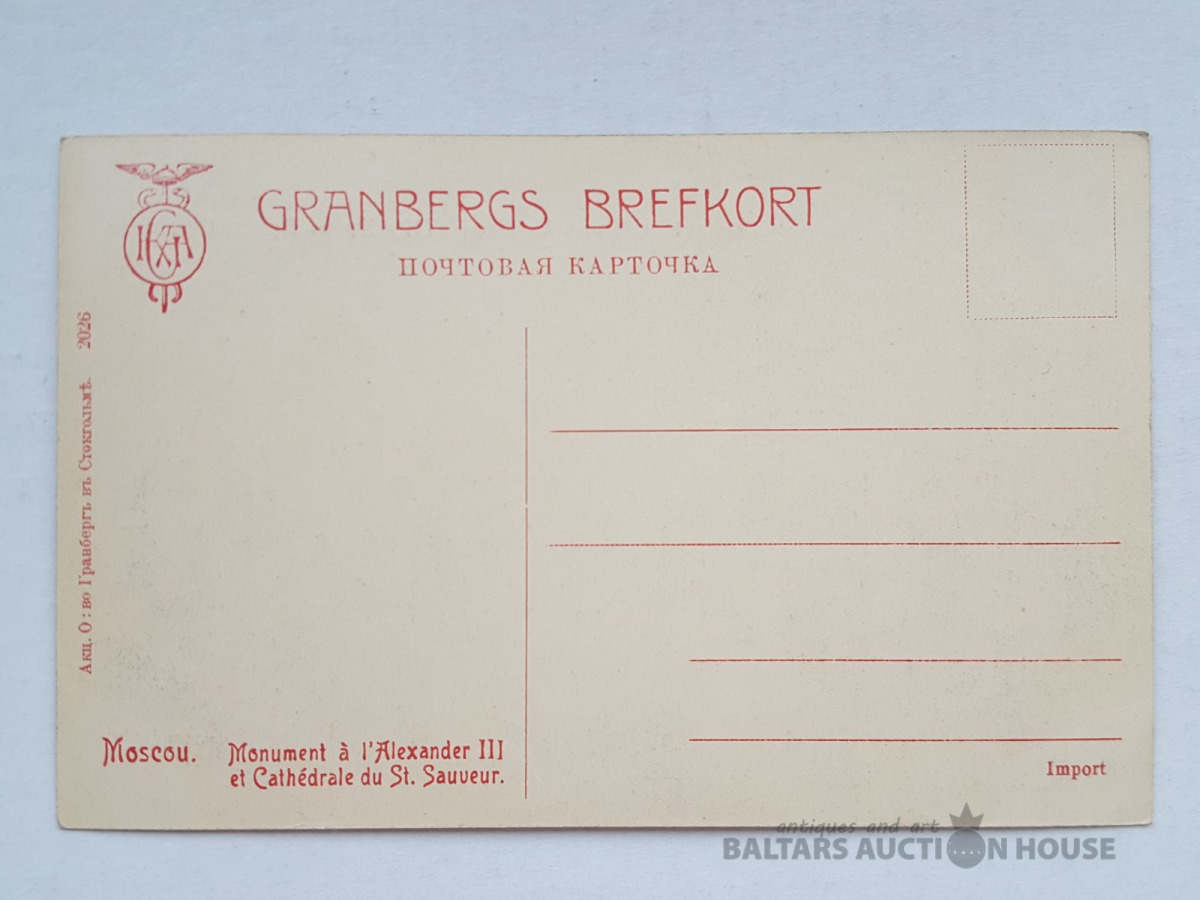 GRANBERGS BREFKORT
ПОЧТОВАЯ КАРТОЧКА
Акц. О : во Гранбергъ въ Стокгольмѣ. 2026
Moscou. Monument à l'Alexander III
et Cathédrale du St. Sauveur.
Import
antiques and art
BALTARS AUCTION HOUSE